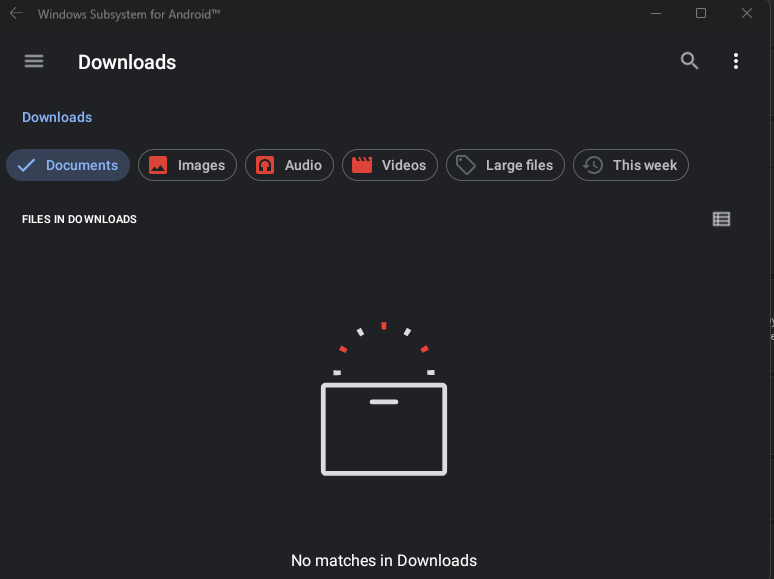 Windows Subsystem for Android™
Downloads
Downloads
Documents Images Audio Videos Large files This week
FILES IN DOWNLOADS
No matches in Downloads